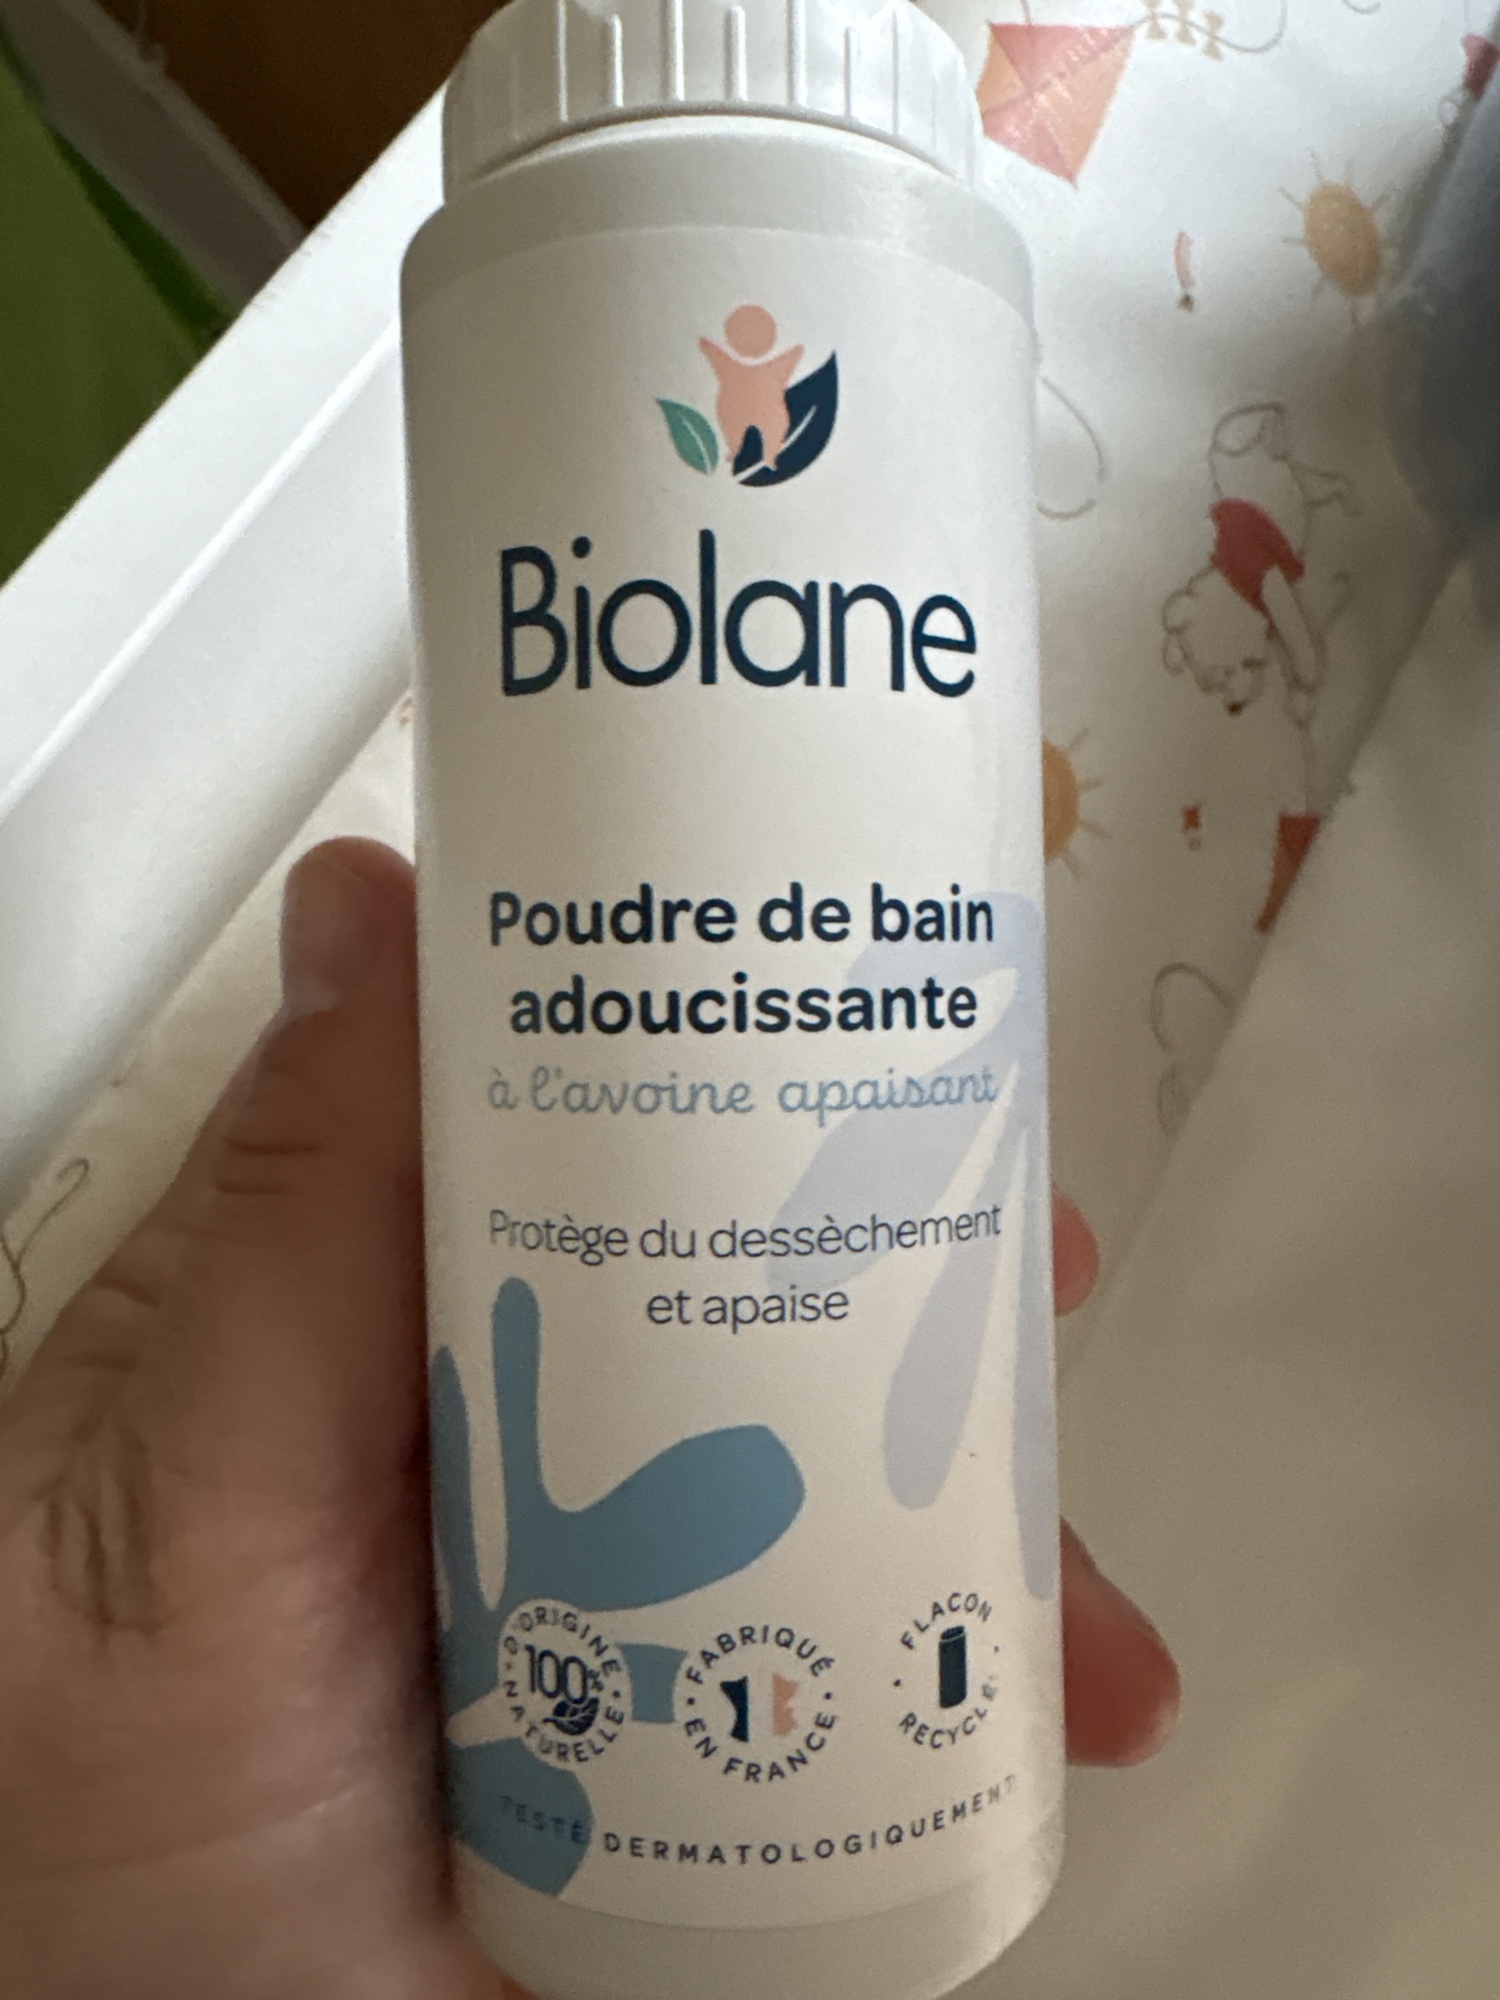 Biolane
Poudre de bain
adoucissante
à l'avoine apaisant
Protège du dessèchement
et apaise
D'ORIGINE
100%
NATURELLE
FABRIQUÉ
EN FRANCE
FLACON
RECYCLÉ
TESTÉ DERMATOLOGIQUEMENT